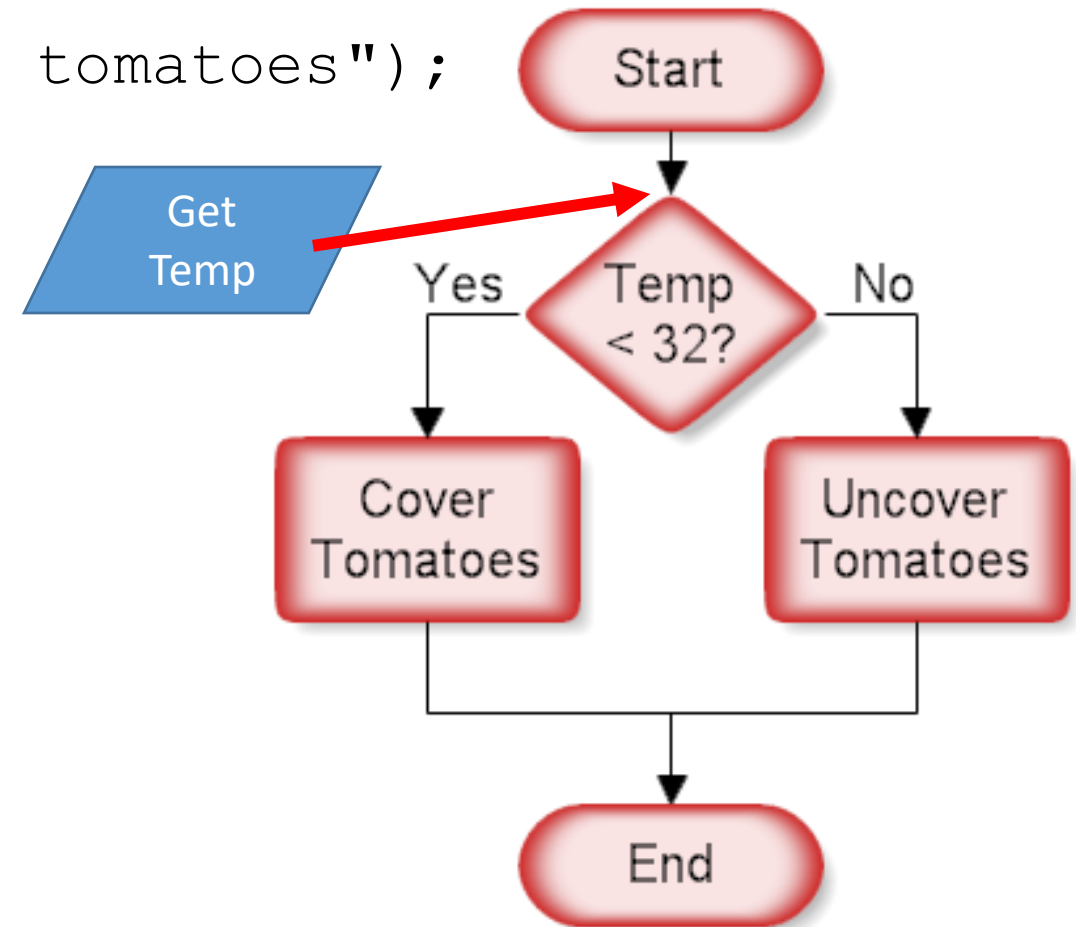 tomatoes");
Start
Get
Temp
Yes
Temp
< 32?
No
Cover
Tomatoes
Uncover
Tomatoes
End